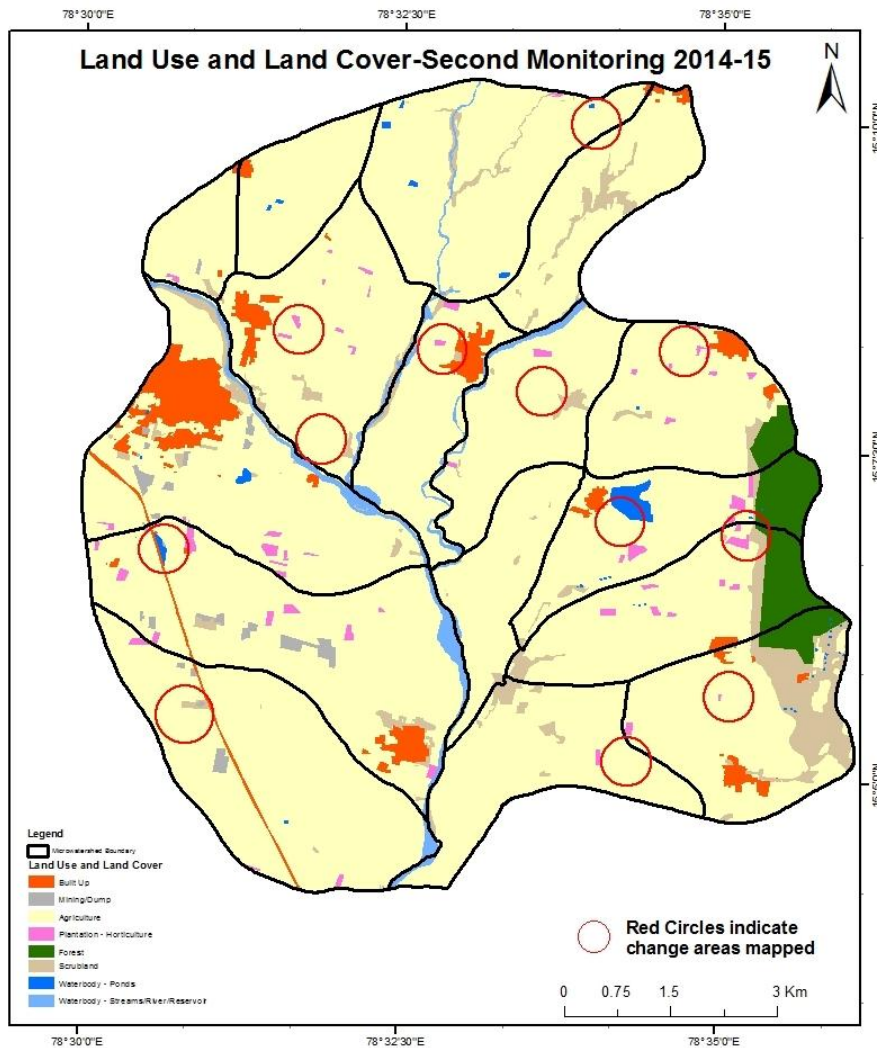 78°30'0"E 78°32'30"E 78°35'0"E
Land Use and Land Cover-Second Monitoring 2014-15
N
Legend
Microwatershed Boundary
Land Use and Land Cover
Built Up
Mining/Dump
Agriculture
Plantation - Horticulture
Forest
Scrubland
Waterbody - Ponds
Waterbody - Streams/River/Reservoir
Red Circles indicate
change areas mapped
0 0.75 1.5 3 Km
78°30'0"E 78°32'30"E 78°35'0"E